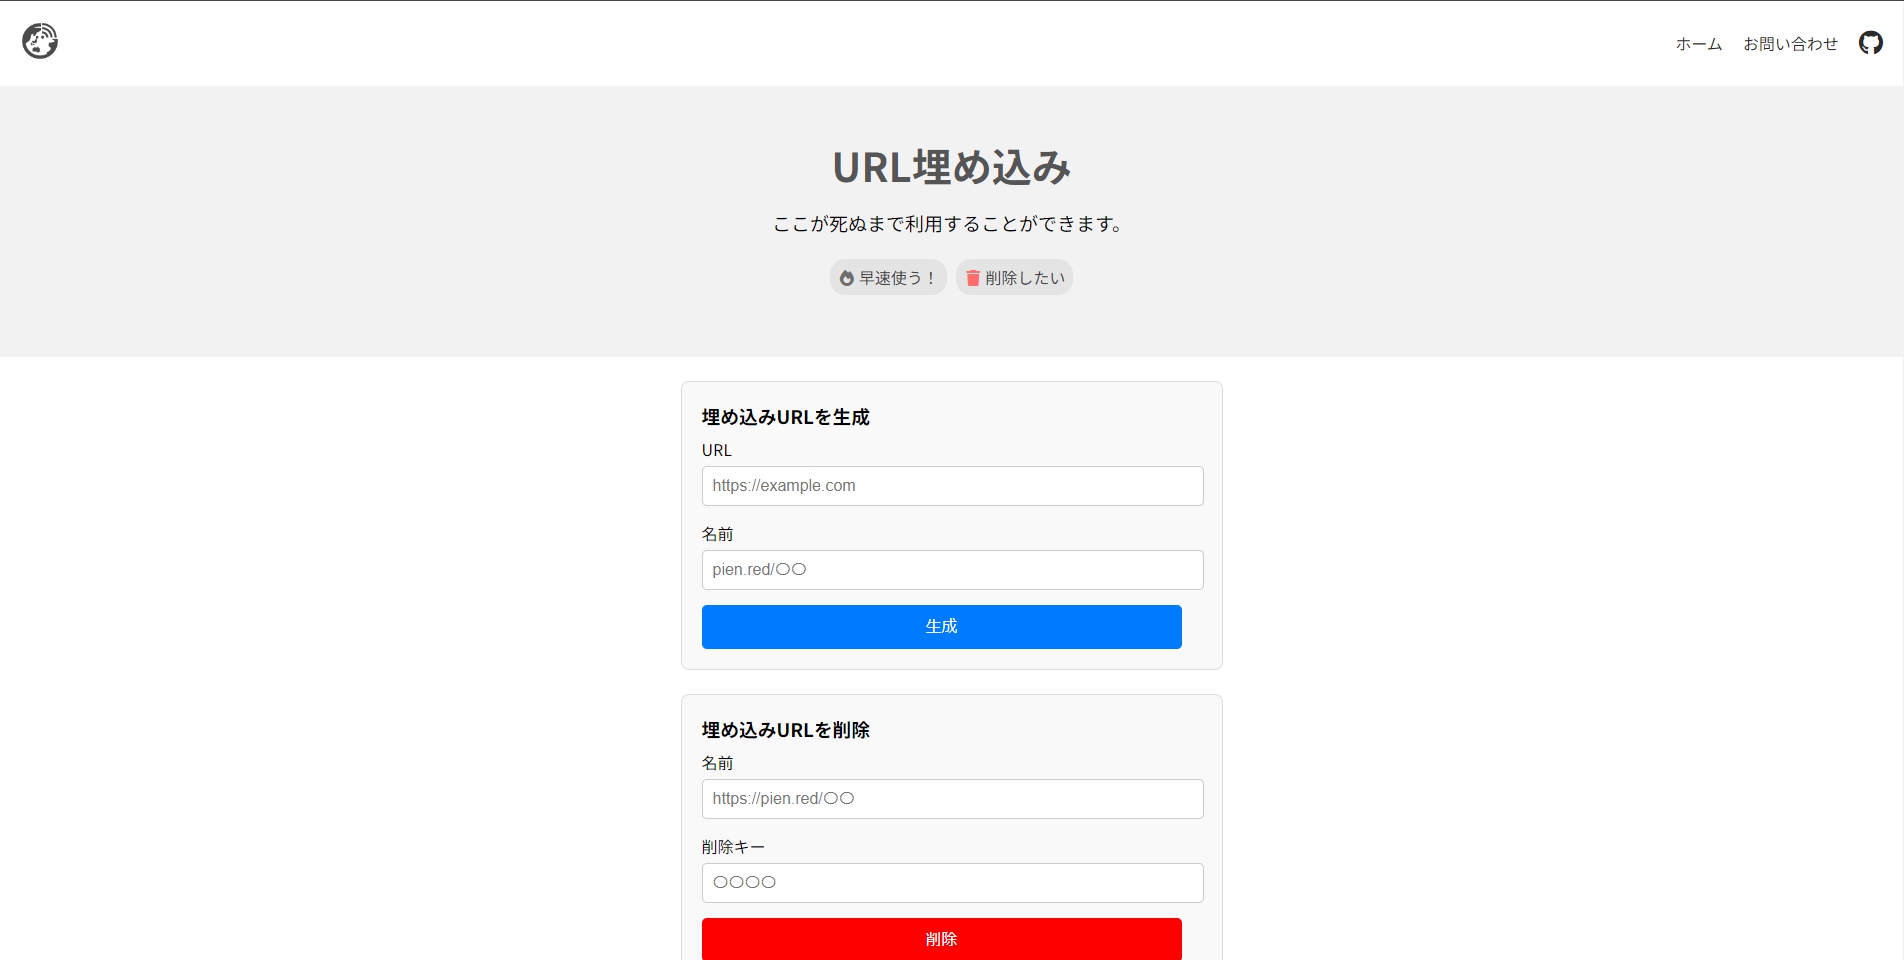 ホーム お問い合わせ
URL埋め込み
ここが死ぬまで利用することができます。
早速使う！ 削除したい
埋め込みURLを生成
URL
https://example.com
名前
pien.red/〇〇
生成
埋め込みURLを削除
名前
https://pien.red/〇〇
削除キー
〇〇〇〇
削除